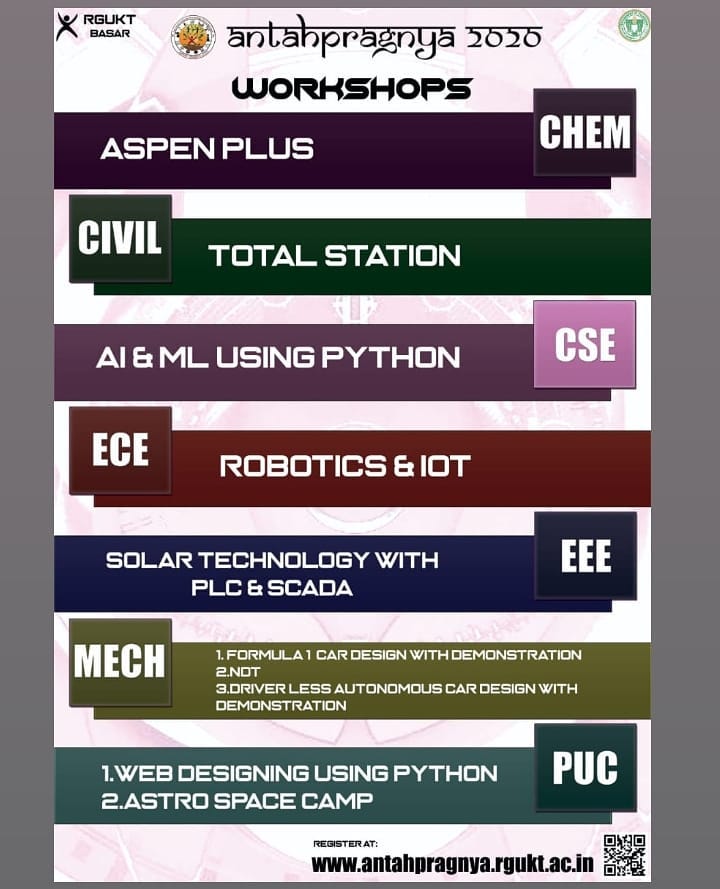 RGUKT
BASAR
antahpragnya 2020
WORKSHOPS
ASPEN PLUS
CHEM
CIVIL
TOTAL STATION
AI & ML USING PYTHON
CSE
ECE
ROBOTICS & IOT
SOLAR TECHNOLOGY WITH
PLC & SCADA
EEE
MECH
1. FORMULA 1 CAR DESIGN WITH DEMONSTRATION
2.NDT
3.DRIVER LESS AUTONOMOUS CAR DESIGN WITH
DEMONSTRATION
1.WEB DESIGNING USING PYTHON
2.ASTRO SPACE CAMP
PUC
REGISTER AT:
www.antahpragnya.rgukt.ac.in